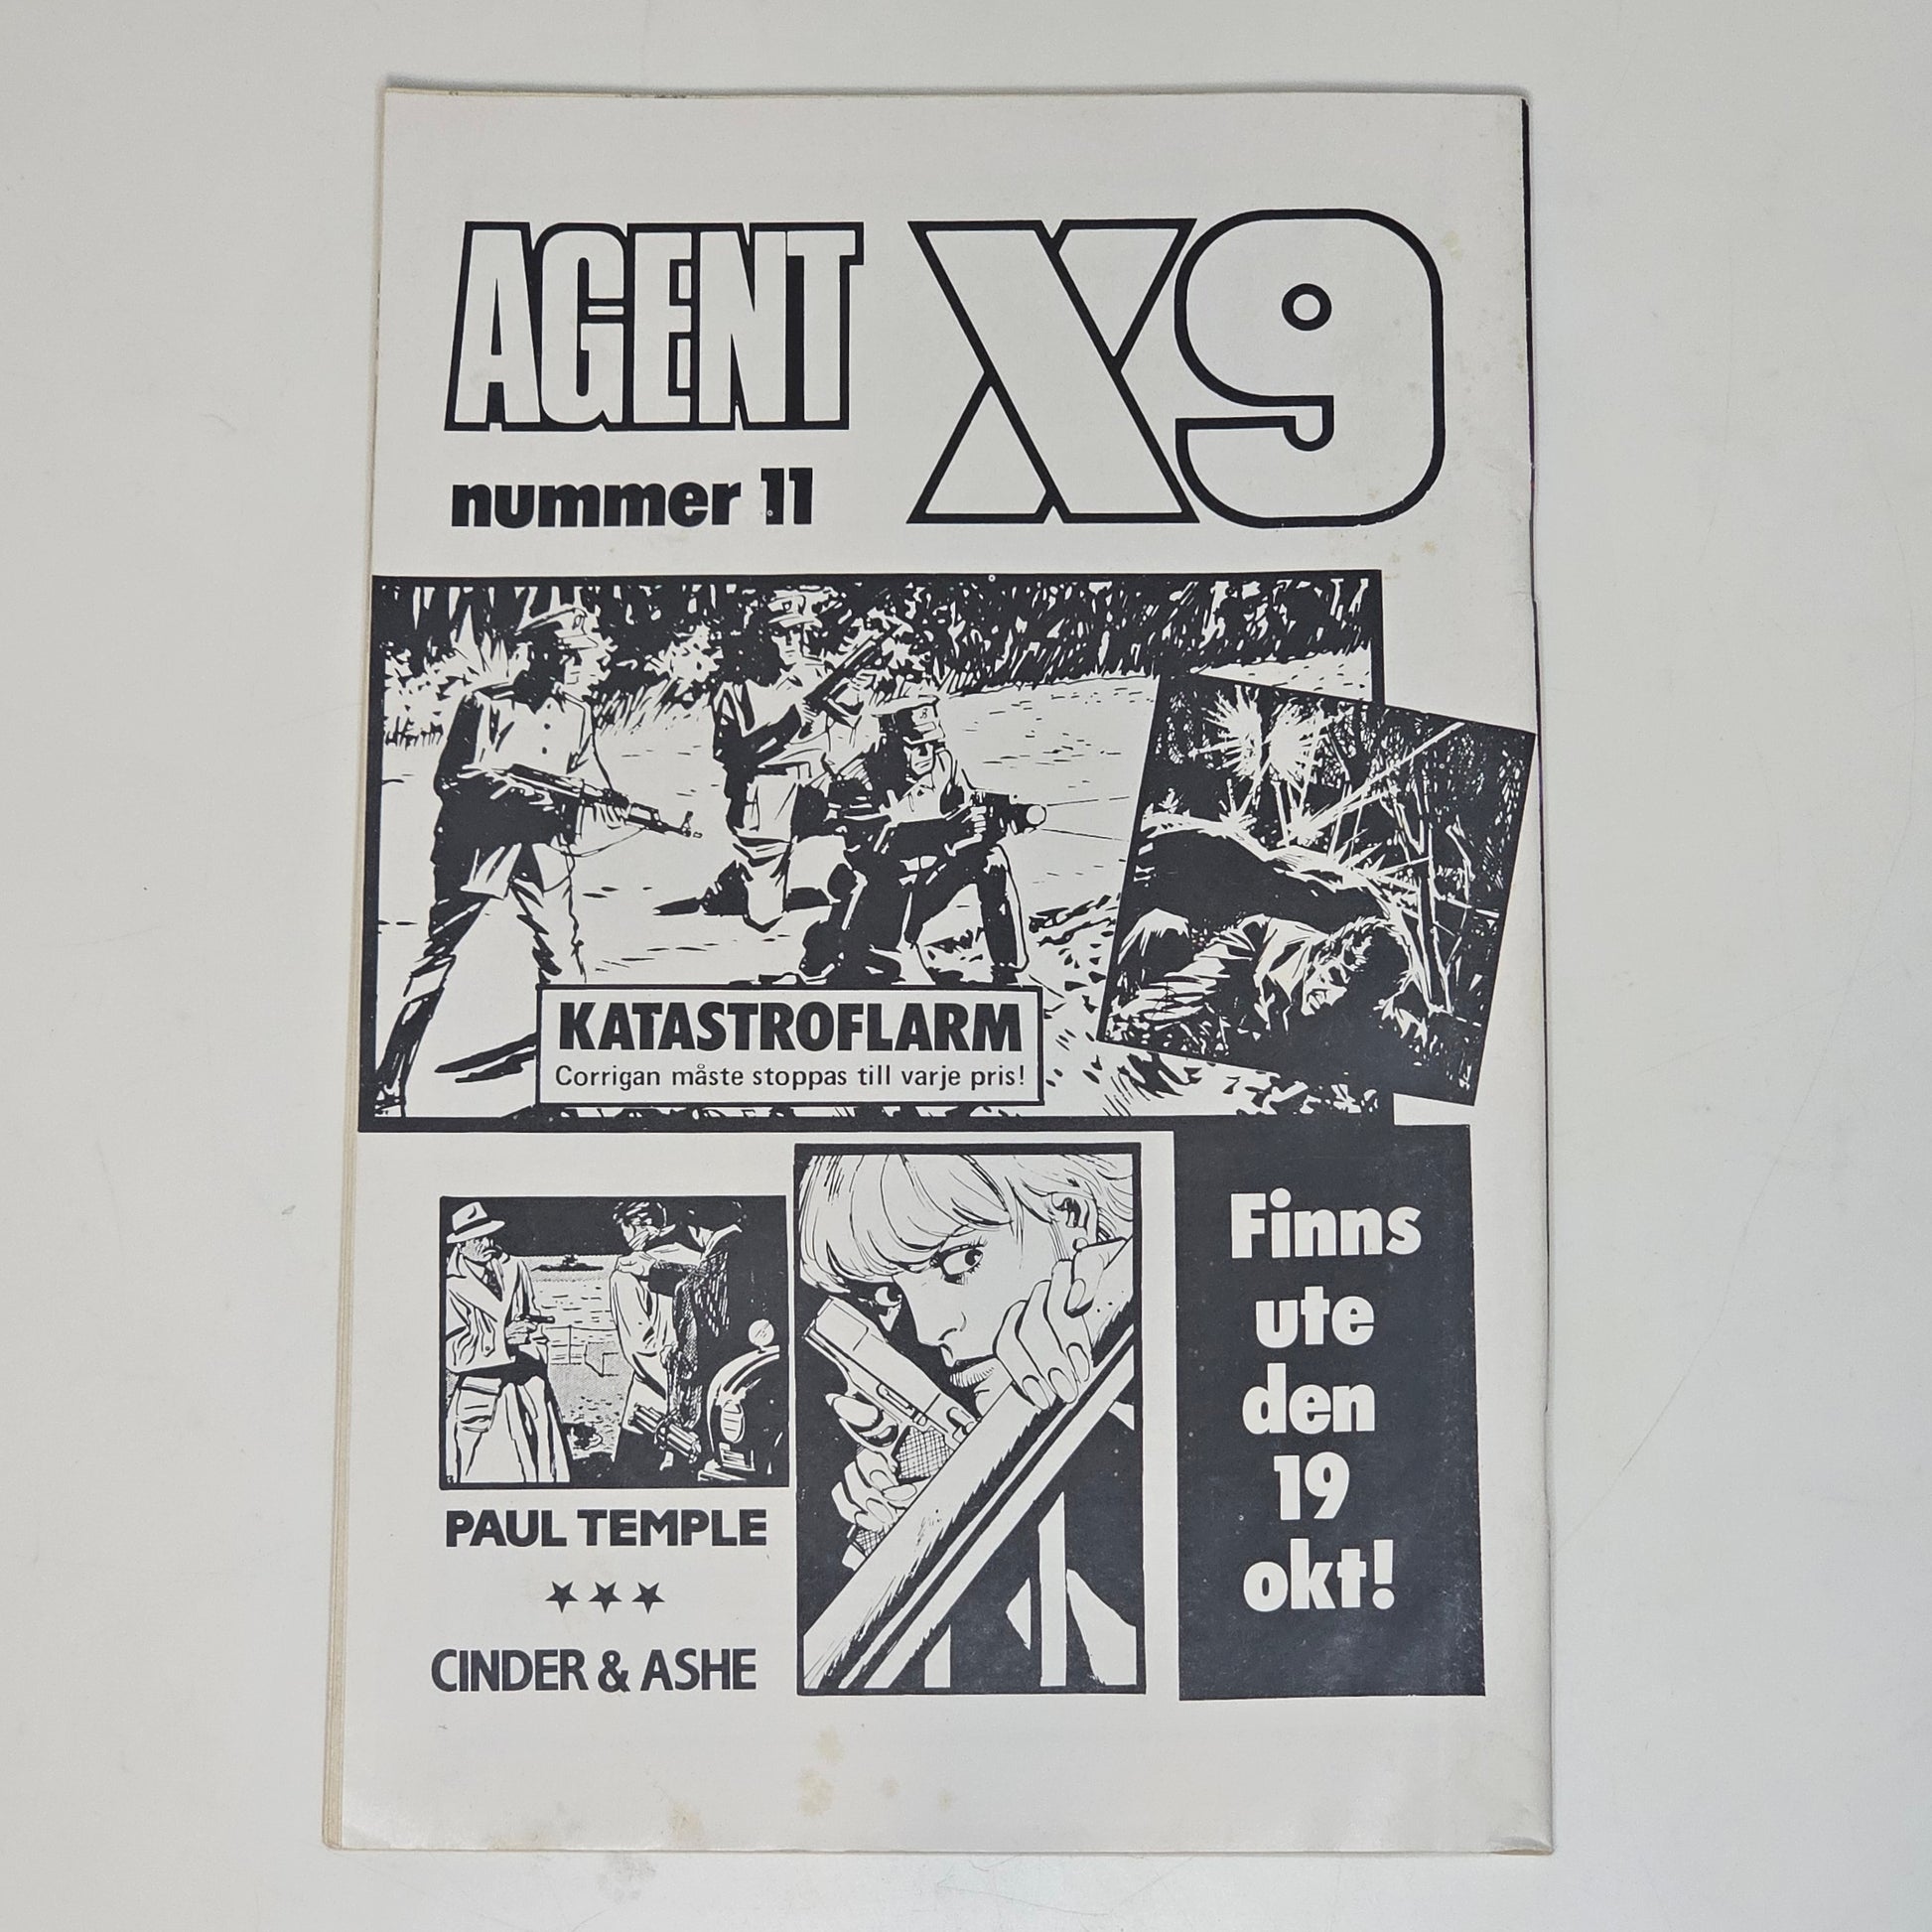 AGENT X9
nummer 11
KATASTROFLARM
Corrigan måste stoppas till varje pris!
PAUL TEMPLE
CINDER & ASHE
Finns
ute
den
19
okt!